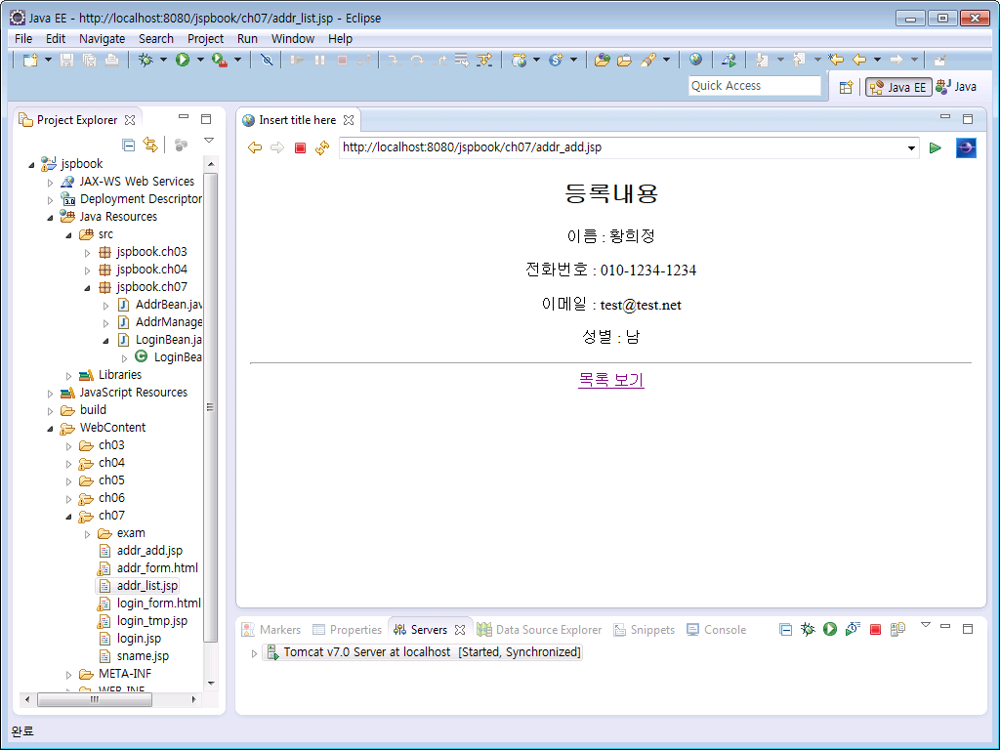 Java EE - http://localhost:8080/jspbook/ch07/addr_list.jsp - Eclipse
File Edit Navigate Search Project Run Window Help
Quick Access
Java EE
Java
Project Explorer
jspbook
JAX-WS Web Services
Deployment Descriptor
Java Resources
src
jspbook.ch03
jspbook.ch04
jspbook.ch07
AddrBean.jav
AddrManage
LoginBean.ja
LoginBea
Libraries
JavaScript Resources
build
WebContent
ch03
ch04
ch05
ch06
ch07
exam
addr_add.jsp
addr_form.html
addr_list.jsp
login_form.html
login_tmp.jsp
login.jsp
sname.jsp
META-INF
WEB-INF
Insert title here
http://localhost:8080/jspbook/ch07/addr_add.jsp
등록내용
이름 : 황희정
전화번호 : 010-1234-1234
이메일 : test@test.net
성별 : 남
목록 보기
Markers Properties Servers Data Source Explorer Snippets Console
Tomcat v7.0 Server at localhost [Started, Synchronized]
완료